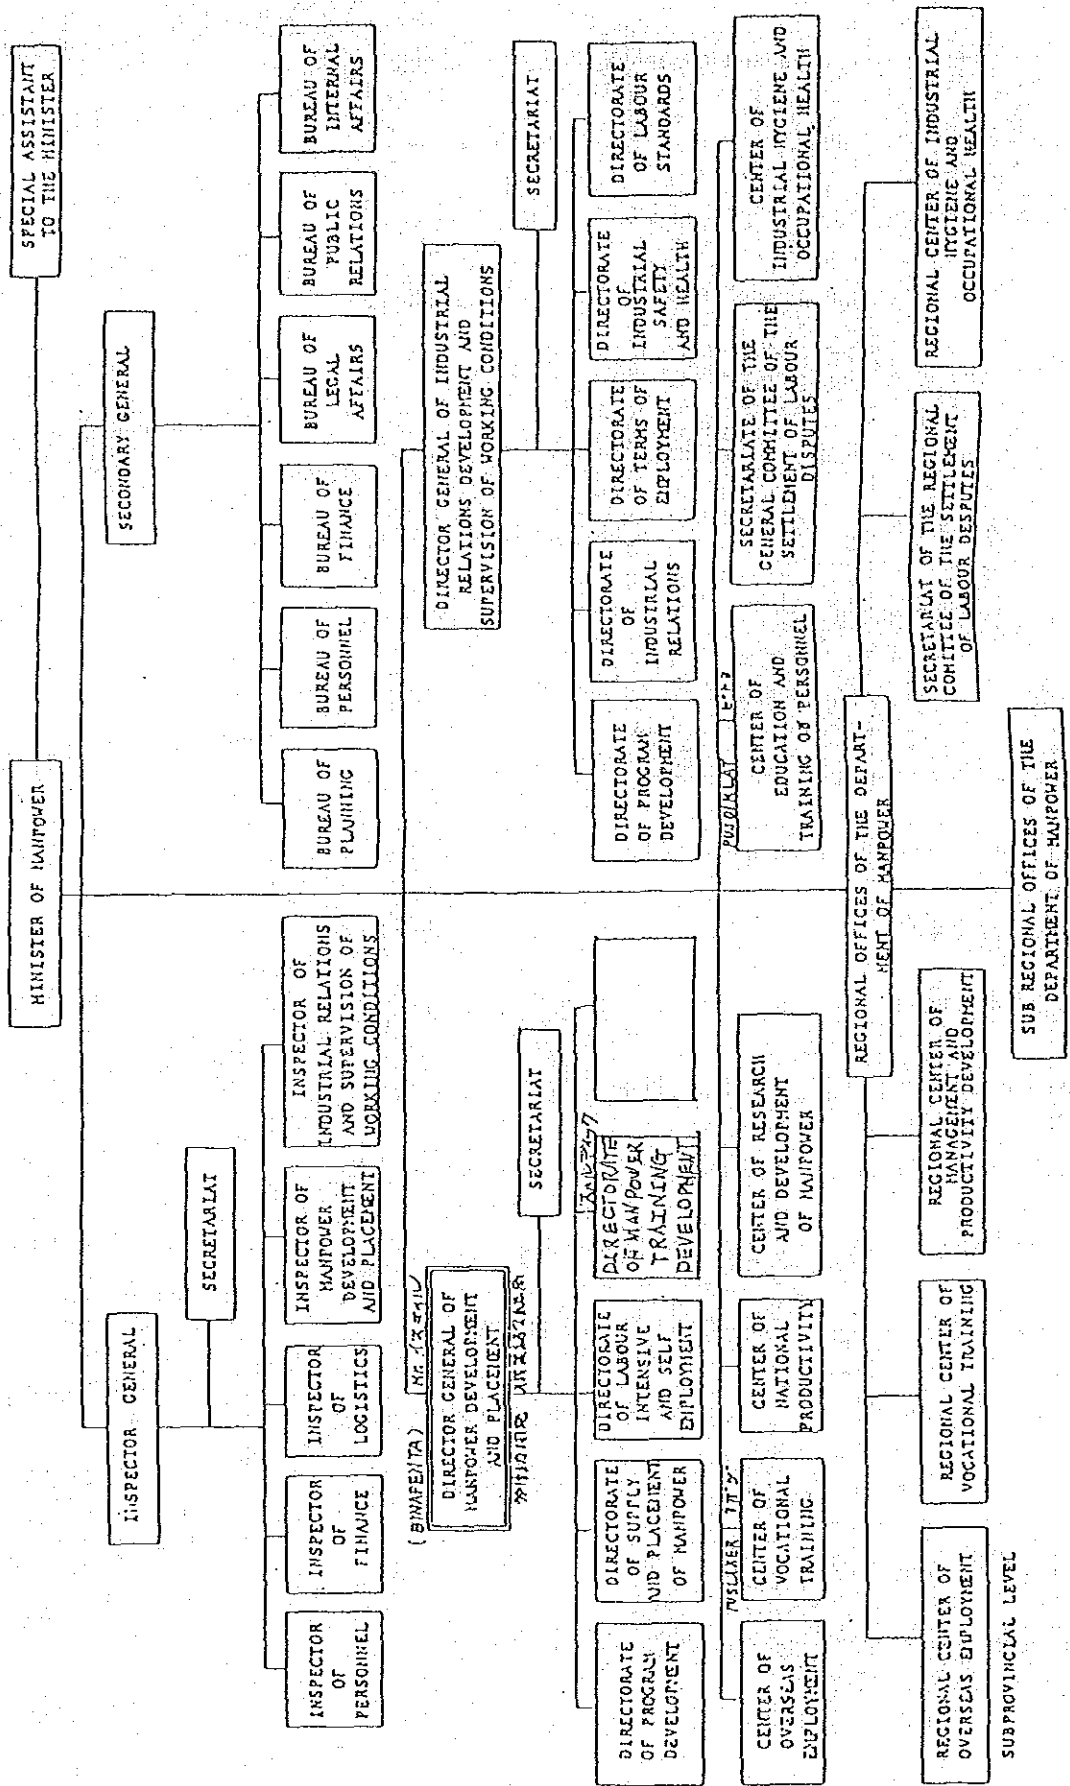 MINISTER OF MANPOWER
SPECIAL ASSISTANT
TO THE MINISTER
INSPECTOR GENERAL
SECONDARY GENERAL
SECRETARIAT
INSPECTOR
OF
PERSONNEL
INSPECTOR
OF
FINANCE
INSPECTOR
OF
LOGISTICS
INSPECTOR OF
MANPOWER
DEVELOPMENT
AND PLACEMENT
INSPECTOR OF
INDUSTRIAL RELATIONS
AND SUPERVISION OF
WORKING CONDITIONS
BUREAU OF
PLANNING
BUREAU OF
PERSONNEL
BUREAU OF
FINANCE
BUREAU OF
LEGAL
AFFAIRS
BUREAU OF
PUBLIC
RELATIONS
BUREAU OF
INTERNAL
AFFAIRS
(BINAPENTA) Mr. イスマイル
DIRECTOR GENERAL OF
MANPOWER DEVELOPMENT
AND PLACEMENT
DIRECTOR GENERAL OF INDUSTRIAL
RELATIONS DEVELOPMENT AND
SUPERVISION OF WORKING CONDITIONS
SECRETARIAT
SECRETARIAT
DIRECTORATE
OF PROGRAM
DEVELOPMENT
DIRECTORATE
OF SUPPLY
AND PLACEMENT
OF MANPOWER
DIRECTORATE
OF LABOUR
INTENSIVE
AND SELF
EMPLOYMENT
DIRECTORATE
OF MANPOWER
TRAINING
DEVELOPMENT
DIRECTORATE
OF PROGRAM
DEVELOPMENT
DIRECTORATE
OF
INDUSTRIAL
RELATIONS
DIRECTORATE
OF TERMS OF
EMPLOYMENT
DIRECTORATE
OF
INDUSTRIAL
SAFETY
AND HEALTH
DIRECTORATE
OF LABOUR
STANDARDS
CENTER OF
OVERSEAS
EMPLOYMENT
CENTER OF
VOCATIONAL
TRAINING
CENTER OF
NATIONAL
PRODUCTIVITY
CENTER OF RESEARCH
AND DEVELOPMENT
OF MANPOWER
PUSDIKLAT
CENTER OF
EDUCATION AND
TRAINING OF PERSONNEL
SECRETARIATE OF THE
GENERAL COMMITTEE OF THE
SETTLEMENT OF LABOUR
DISPUTES
CENTER OF
INDUSTRIAL HYGIENE AND
OCCUPATIONAL HEALTH
REGIONAL OFFICES OF THE DEPART-
MENT OF MANPOWER
REGIONAL CENTER OF
OVERSEAS EMPLOYMENT
REGIONAL CENTER OF
VOCATIONAL TRAINING
REGIONAL CENTER OF
MANAGEMENT AND
PRODUCTIVITY DEVELOPMENT
SECRETARIAT OF THE REGIONAL
COMITTEE OF THE SETTLEMENT
OF LABOUR DESPUTES
REGIONAL CENTER OF INDUSTRIAL
HYGIENE AND
OCCUPATIONAL HEALTH
SUBPROVINCIAL LEVEL
SUB REGIONAL OFFICES OF THE
DEPARTMENT OF MANPOWER